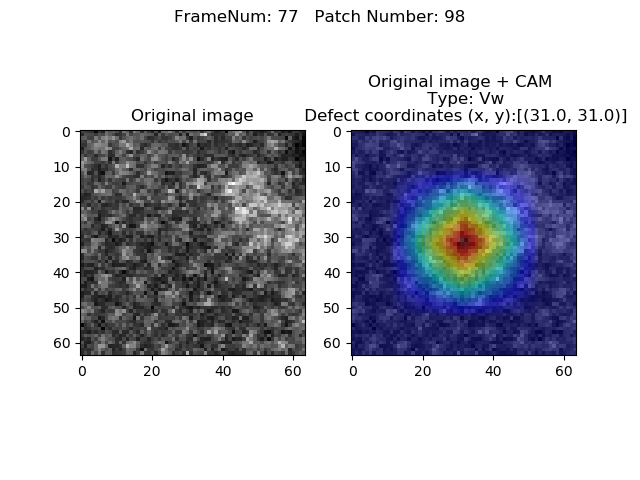 FrameNum: 77   Patch Number: 98
Original image
Original image + CAM
Type: Vw
Defect coordinates (x, y):[(31.0, 31.0)]
0
10
20
30
40
50
60
0 20 40 60
0
10
20
30
40
50
60
0 20 40 60